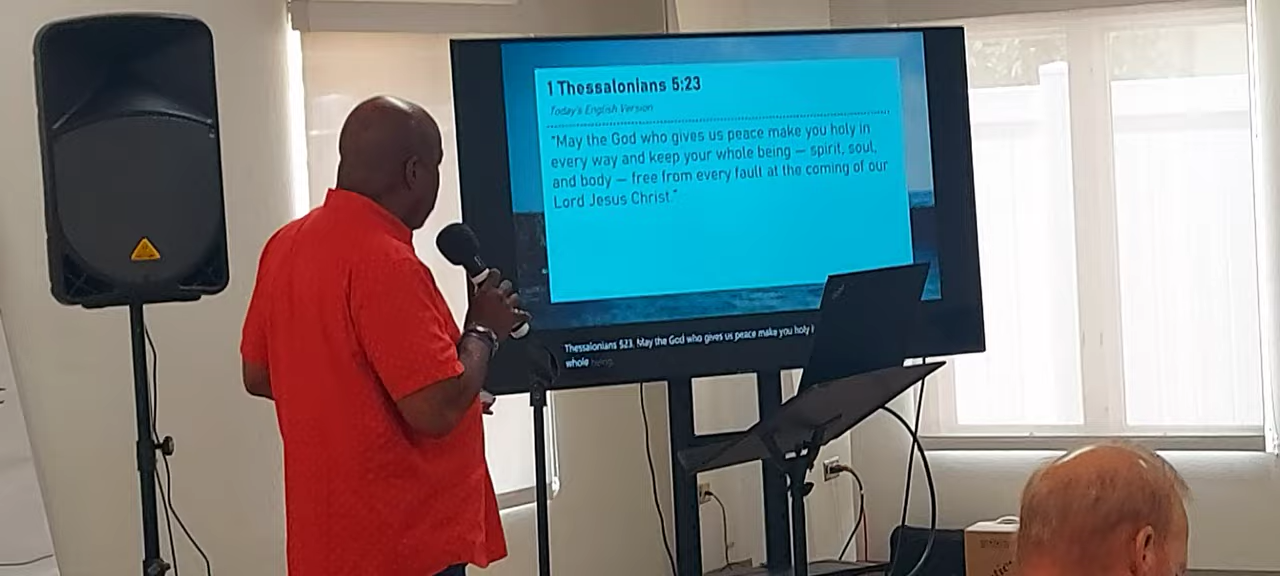 1 Thessalonians 5:23
Today's English Version
"May the God who gives us peace make you holy in
every way and keep your whole being — spirit, soul,
and body — free from every fault at the coming of our
Lord Jesus Christ."
Thessalonians 5:23, May the God who gives us peace make you holy
whole being.